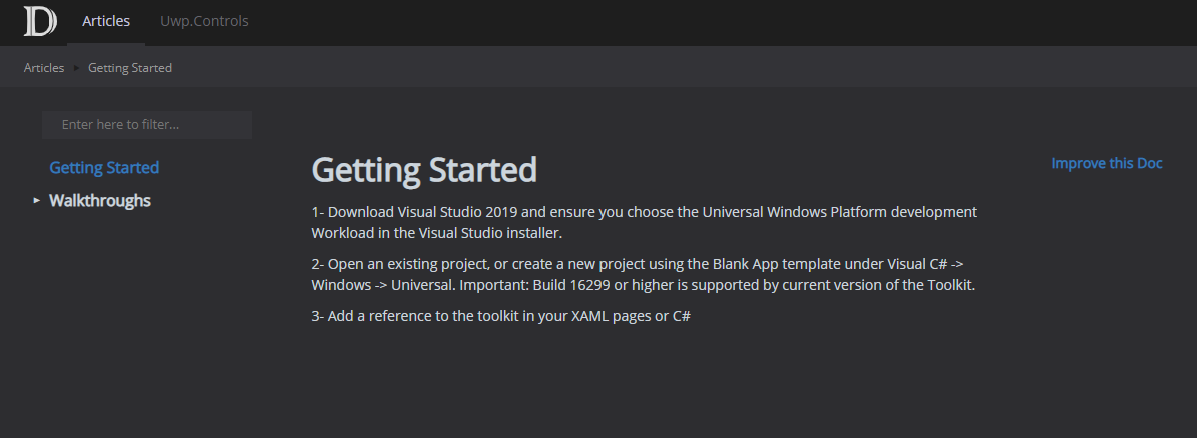 D
Articles
Uwp.Controls
Articles ▸ Getting Started
Enter here to filter...
Getting Started
Walkthroughs
Getting Started
Improve this Doc
1- Download Visual Studio 2019 and ensure you choose the Universal Windows Platform development
Workload in the Visual Studio installer.
2- Open an existing project, or create a new project using the Blank App template under Visual C# ->
Windows -> Universal. Important: Build 16299 or higher is supported by current version of the Toolkit.
3- Add a reference to the toolkit in your XAML pages or C#